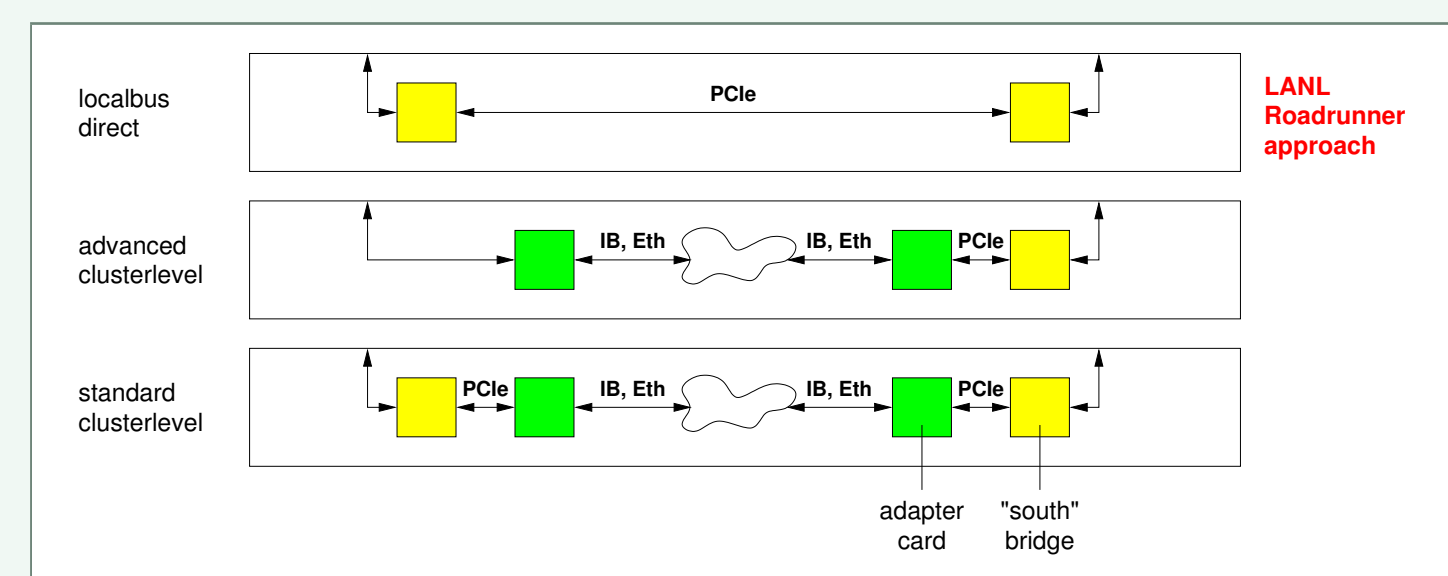 localbus
direct
PCIe
LANL
Roadrunner
approach
advanced
clusterlevel
IB, Eth
IB, Eth
PCIe
standard
clusterlevel
PCIe
IB, Eth
IB, Eth
PCIe
adapter
card
"south"
bridge